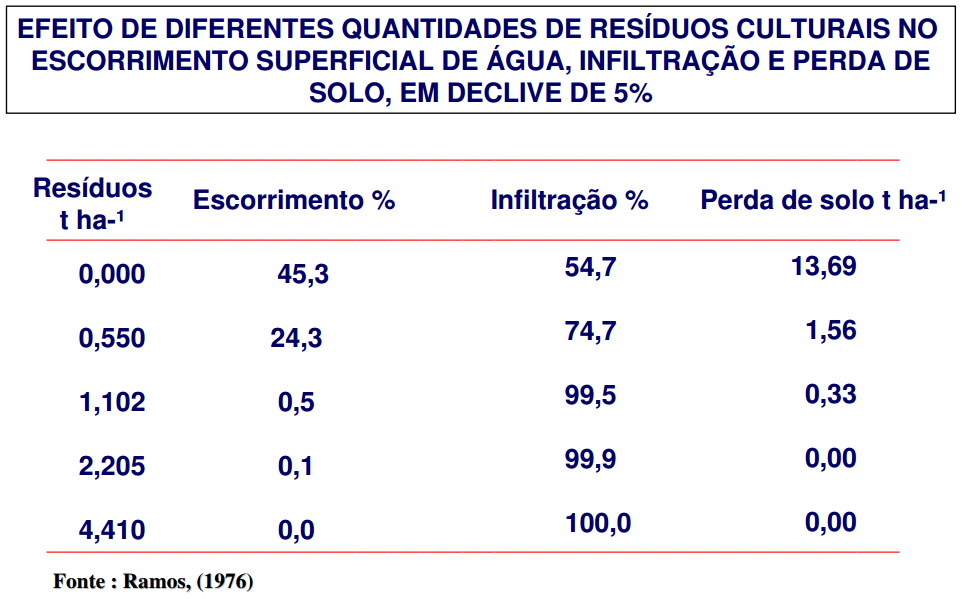 EFEITO DE DIFERENTES QUANTIDADES DE RESÍDUOS CULTURAIS NO
ESCORRIMENTO SUPERFICIAL DE ÁGUA, INFILTRAÇÃO E PERDA DE
SOLO, EM DECLIVE DE 5%
Resíduos
t ha-¹ Escorrimento % Infiltração % Perda de solo t ha-¹
0,000 45,3 54,7 13,69
0,550 24,3 74,7 1,56
1,102 0,5 99,5 0,33
2,205 0,1 99,9 0,00
4,410 0,0 100,0 0,00
Fonte : Ramos, (1976)